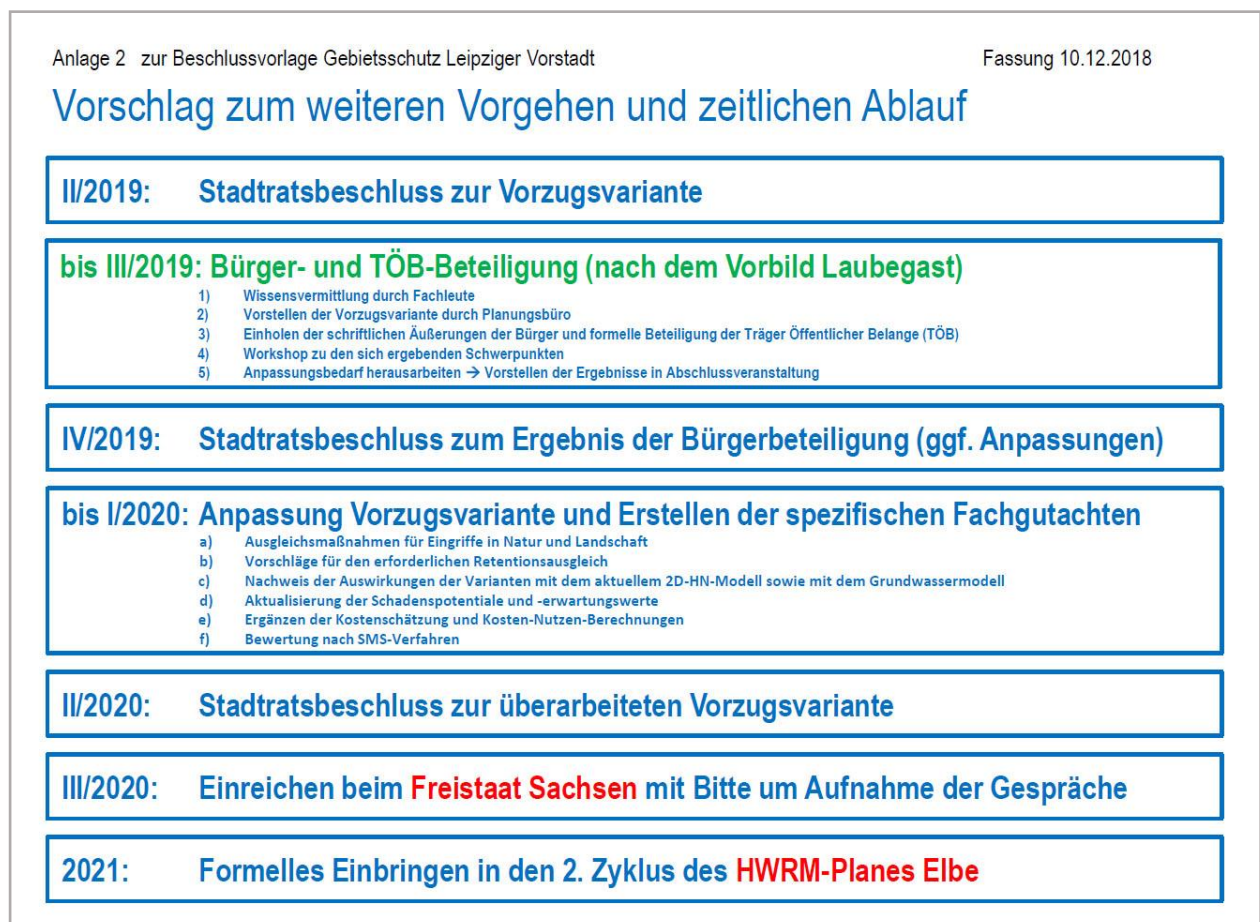 Anlage 2 zur Beschlussvorlage Gebietsschutz Leipziger Vorstadt Fassung 10.12.2018
Vorschlag zum weiteren Vorgehen und zeitlichen Ablauf
II/2019: Stadtratsbeschluss zur Vorzugsvariante
bis III/2019: Bürger- und TÖB-Beteiligung (nach dem Vorbild Laubegast)
1) Wissensvermittlung durch Fachleute
2) Vorstellen der Vorzugsvariante durch Planungsbüro
3) Einholen der schriftlichen Äußerungen der Bürger und formelle Beteiligung der Träger Öffentlicher Belange (TÖB)
4) Workshop zu den sich ergebenden Schwerpunkten
5) Anpassungsbedarf herausarbeiten → Vorstellen der Ergebnisse in Abschlussveranstaltung
IV/2019: Stadtratsbeschluss zum Ergebnis der Bürgerbeteiligung (ggf. Anpassungen)
bis I/2020: Anpassung Vorzugsvariante und Erstellen der spezifischen Fachgutachten
a) Ausgleichsmaßnahmen für Eingriffe in Natur und Landschaft
b) Vorschläge für den erforderlichen Retentionsausgleich
c) Nachweis der Auswirkungen der Varianten mit dem aktuellem 2D-HN-Modell sowie mit dem Grundwassermodell
d) Aktualisierung der Schadenspotentiale und -erwartungswerte
e) Ergänzen der Kostenschätzung und Kosten-Nutzen-Berechnungen
f) Bewertung nach SMS-Verfahren
II/2020: Stadtratsbeschluss zur überarbeiteten Vorzugsvariante
III/2020: Einreichen beim Freistaat Sachsen mit Bitte um Aufnahme der Gespräche
2021: Formelles Einbringen in den 2. Zyklus des HWRM-Planes Elbe